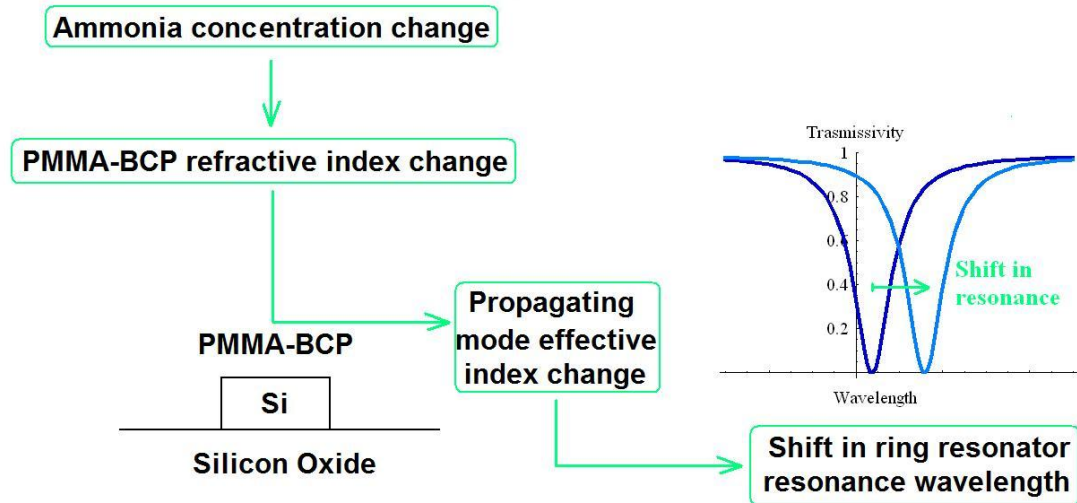 Ammonia concentration change
PMMA-BCP refractive index change
Propagating
mode effective
index change
PMMA-BCP
Si
Silicon Oxide
Trasmissivity
1
0.8
0.6
0.4
0.2
Shift in
resonance
Wavelength
Shift in ring resonator
resonance wavelength